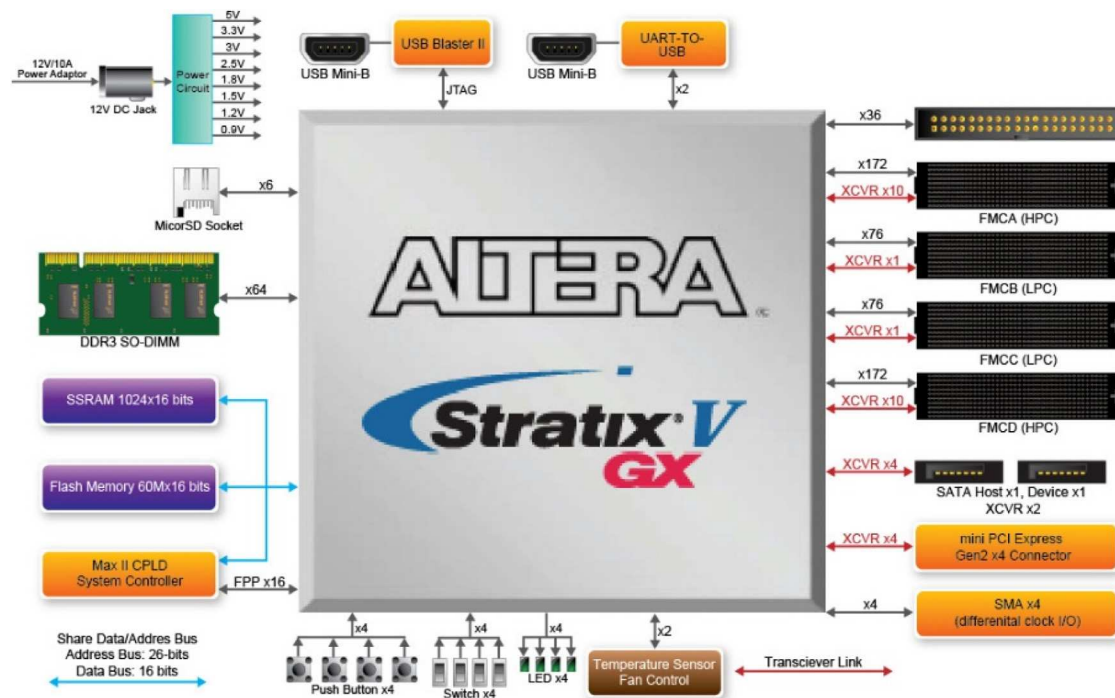 5V
3.3V
3V
2.5V
1.8V
1.5V
1.2V
0.9V
12V/10A
Power Adaptor
Power
Circuit
12V DC Jack
USB Mini-B
USB Blaster II
JTAG
USB Mini-B
UART-TO-
USB
x2
x6
MicorSD Socket
x64
DDR3 SO-DIMM
SSRAM 1024x16 bits
Flash Memory 60Mx16 bits
Max II CPLD
System Controller
FPP x16
Share Data/Addres Bus
Address Bus: 26-bits
Data Bus: 16 bits
ALTERA®
Stratix® V
GX
x36
x172
XCVR x10
FMCA (HPC)
x76
XCVR x1
FMCB (LPC)
x76
XCVR x1
FMCC (LPC)
x172
XCVR x10
FMCD (HPC)
XCVR x4
SATA Host x1, Device x1
XCVR x2
XCVR x4
mini PCI Express
Gen2 x4 Connector
x4
SMA x4
(differenital clock I/O)
x4
Push Button x4
x4
Switch x4
x4
LED x4
x2
Temperature Sensor
Fan Control
Transciever Link